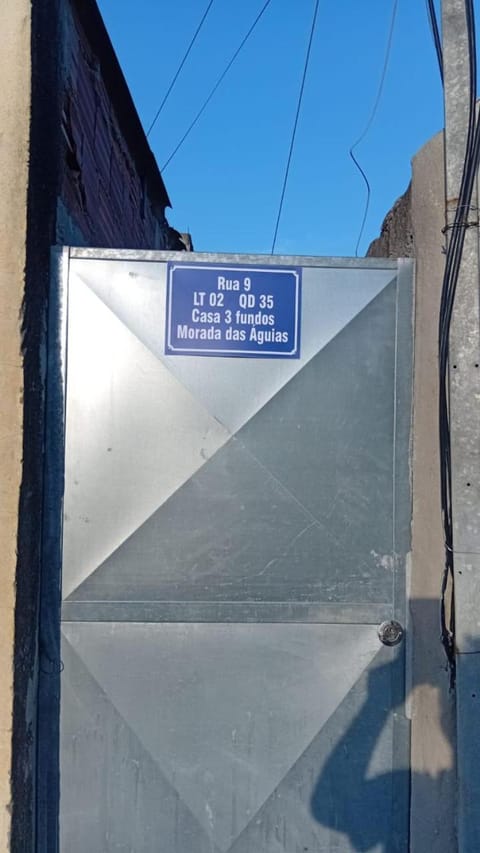 Rua 9
LT 02 QD 35
Casa 3 fundos
Morada das Águias